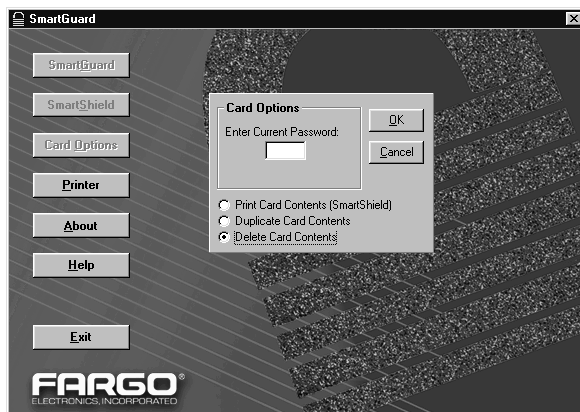 SmartGuard
SmartGuard
SmartShield
Card Options
Printer
About
Help
Exit
FARGO®
ELECTRONICS, INCORPORATED
Card Options
Enter Current Password:
OK
Cancel
Print Card Contents (SmartShield)
Duplicate Card Contents
Delete Card Contents